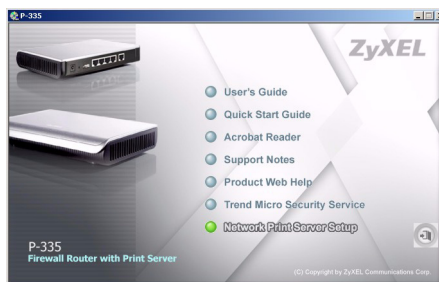 P-335
ZyXEL
User's Guide
Quick Start Guide
Acrobat Reader
Support Notes
Product Web Help
Trend Micro Security Service
Network Print Server Setup
P-335
Firewall Router with Print Server
(C) Copyright by ZyXEL Communications Corp.